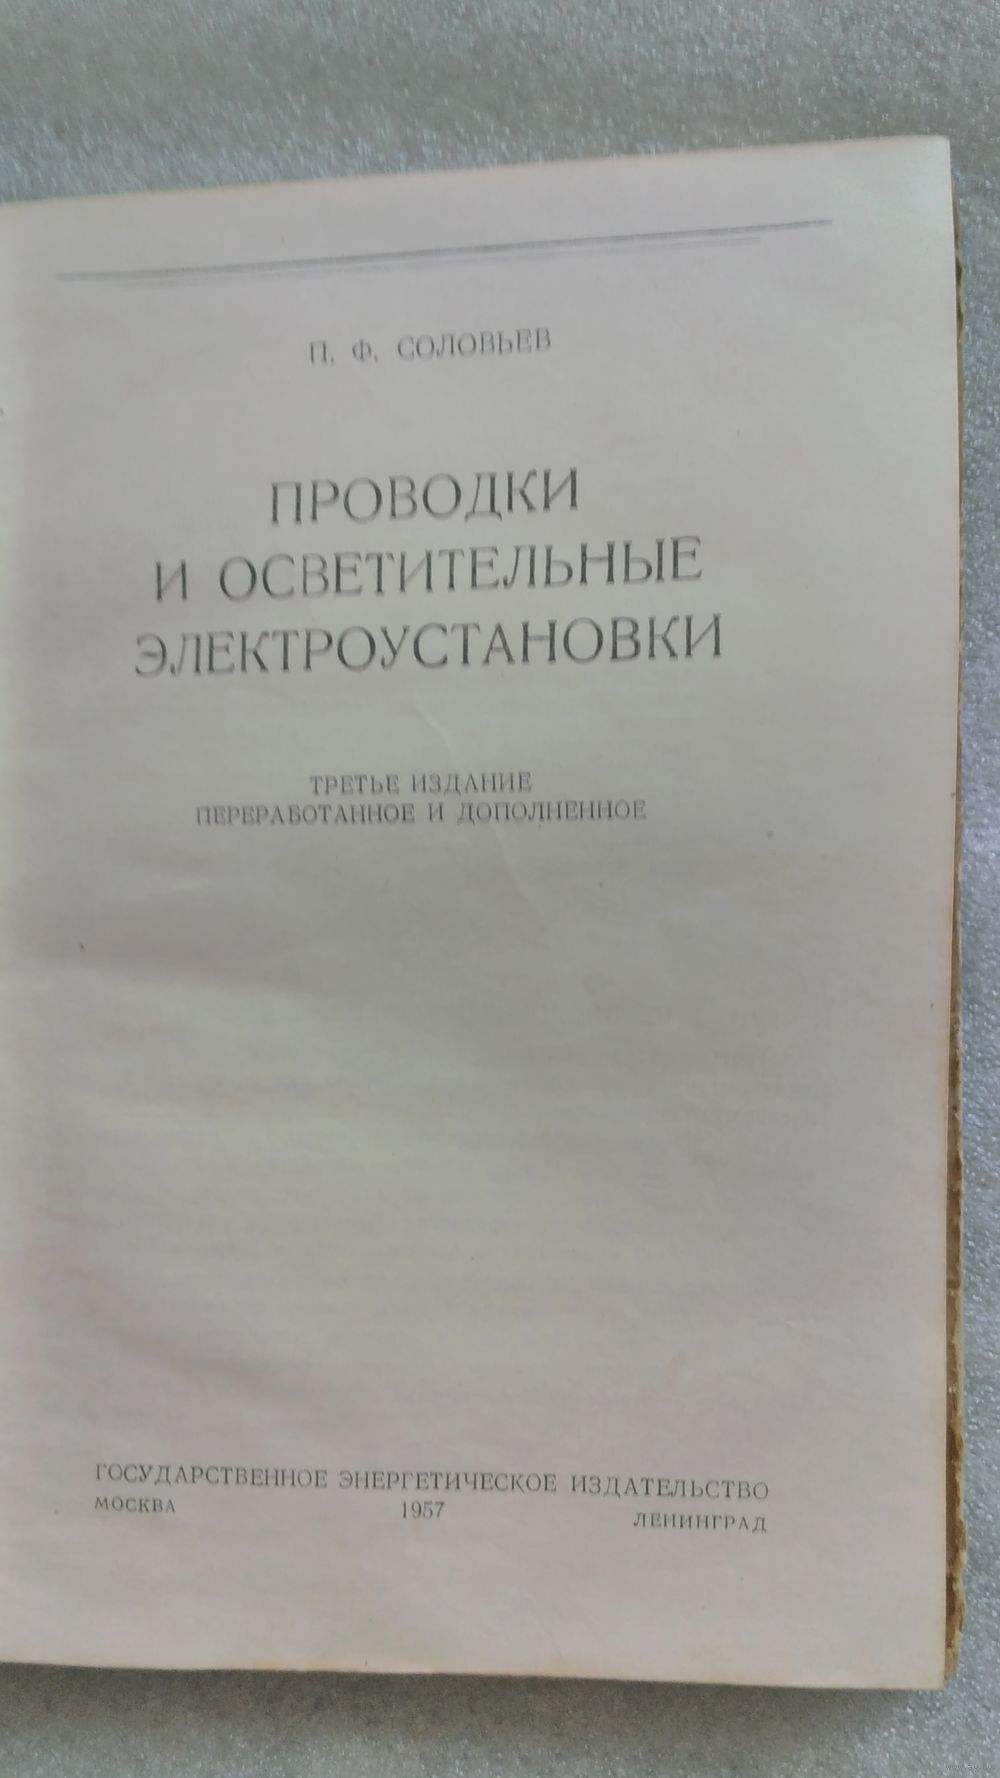 П. Ф. СОЛОВЬЕВ
ПРОВОДКИ
И ОСВЕТИТЕЛЬНЫЕ
ЭЛЕКТРОУСТАНОВКИ
ТРЕТЬЕ ИЗДАНИЕ
ПЕРЕРАБОТАННОЕ И ДОПОЛНЕННОЕ
ГОСУДАРСТВЕННОЕ ЭНЕРГЕТИЧЕСКОЕ ИЗДАТЕЛЬСТВО
МОСКВА 1957 ЛЕНИНГРАД